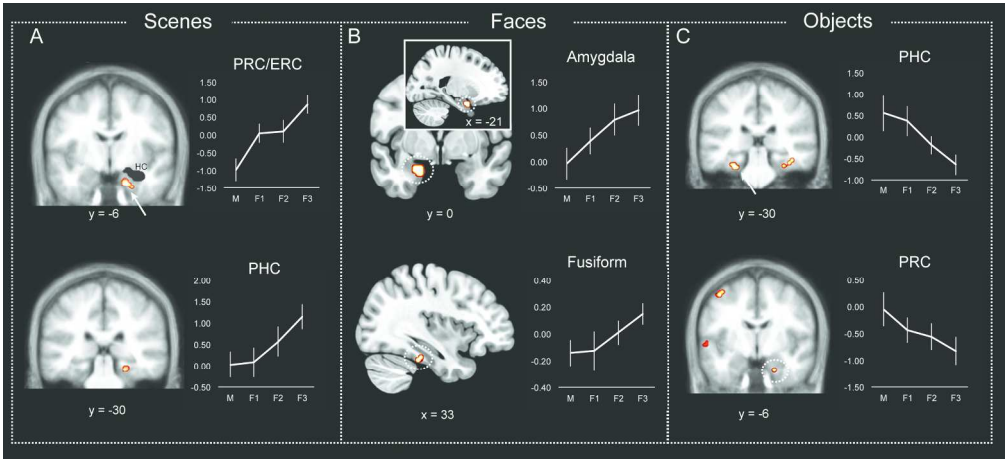 Scenes
Faces
Objects
A
PRC/ERC
1.50
1.00
0.50
0.00
-0.50
-1.00
-1.50
M F1 F2 F3
HC
y = -6
PHC
2.00
1.50
1.00
0.50
0.00
-0.50
M F1 F2 F3
y = -30
B
x = -21
Amygdala
1.50
1.00
0.50
0.00
-0.50
M F1 F2 F3
y = 0
Fusiform
0.40
0.20
0.00
-0.20
-0.40
M F1 F2 F3
x = 33
C
PHC
1.50
1.00
0.50
0.00
-0.50
-1.00
M F1 F2 F3
y = -30
PRC
0.50
0.00
-0.50
-1.00
-1.50
M F1 F2 F3
y = -6